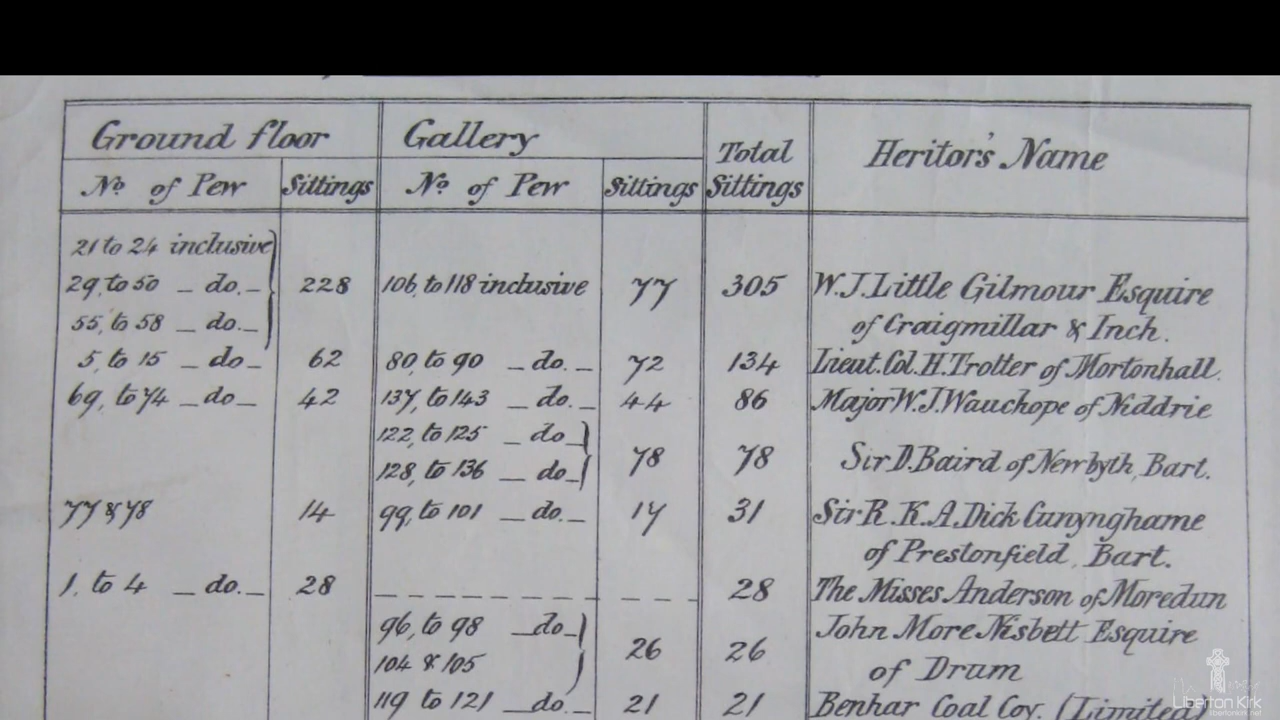 Ground floor Gallery Total Sittings Heritor's Name
No. of Pew Sittings No. of Pew Sittings
21 to 24 inclusive
29, to 50 _ do. _ 228 106, to 118 inclusive 77 305 W. J. Little Gilmour Esquire
55, to 58 _ do. _ of Craigmillar & Inch.
5, to 15 _ do _ 62 80, to 90 _ do. _ 72 134 Lieut. Col. H. Trotter of Mortonhall.
69, to 74 _ do _ 42 137, to 143 _ do. _ 44 86 Major W. J. Wauchope of Niddrie
122, to 125 _ do _
128, to 136 _ do _ 78 78 Sir D. Baird of Newbyth, Bart.
77 & 78 14 99, to 101 _ do. _ 17 31 Sir R. K. A. Dick Cunynghame
of Prestonfield, Bart.
1, to 4 _ do. _ 28 28 The Misses Anderson of Moredun
96, to 98 _ do _ John More Nisbett Esquire
104 & 105 26 26 of Drum
119 to 121 _ do. _ 21 21 Benhar Coal Coy. (Limited)
Liberton Kirk
libertonkirk.net